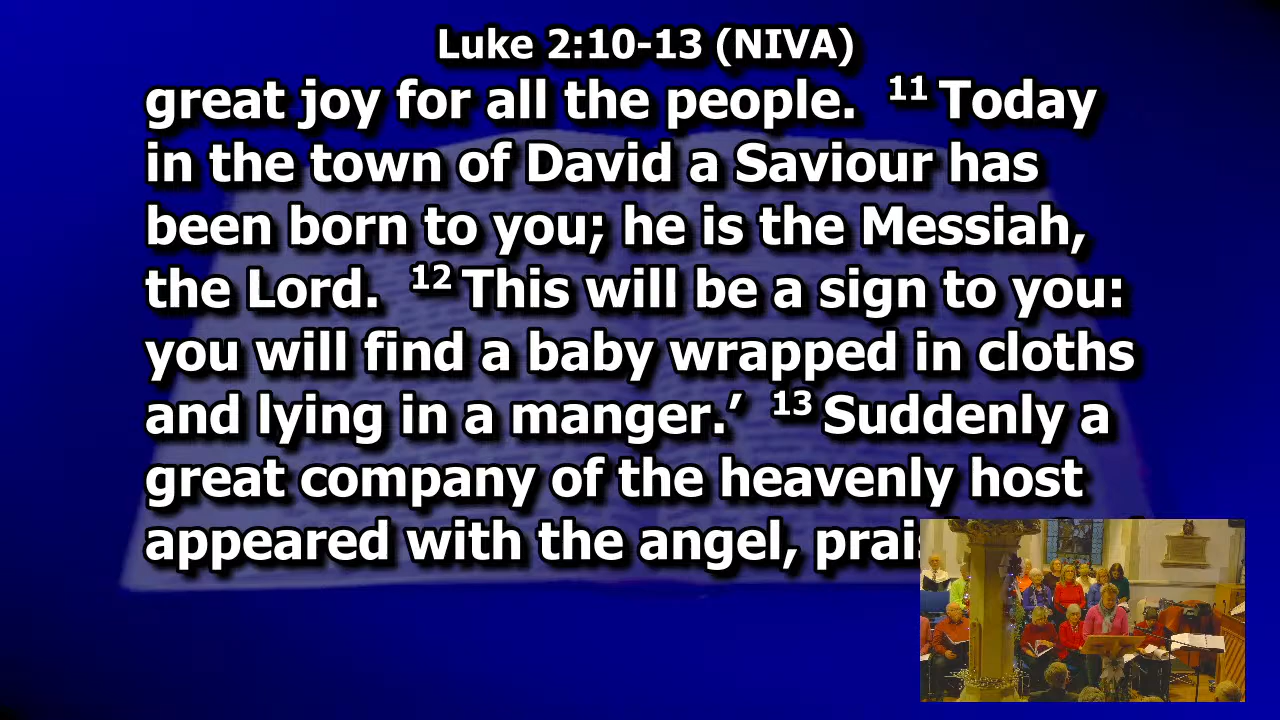 Luke 2:10-13 (NIVA)
great joy for all the people. 11 Today
in the town of David a Saviour has
been born to you; he is the Messiah,
the Lord. 12 This will be a sign to you:
you will find a baby wrapped in cloths
and lying in a manger.’ 13 Suddenly a
great company of the heavenly host
appeared with the angel,